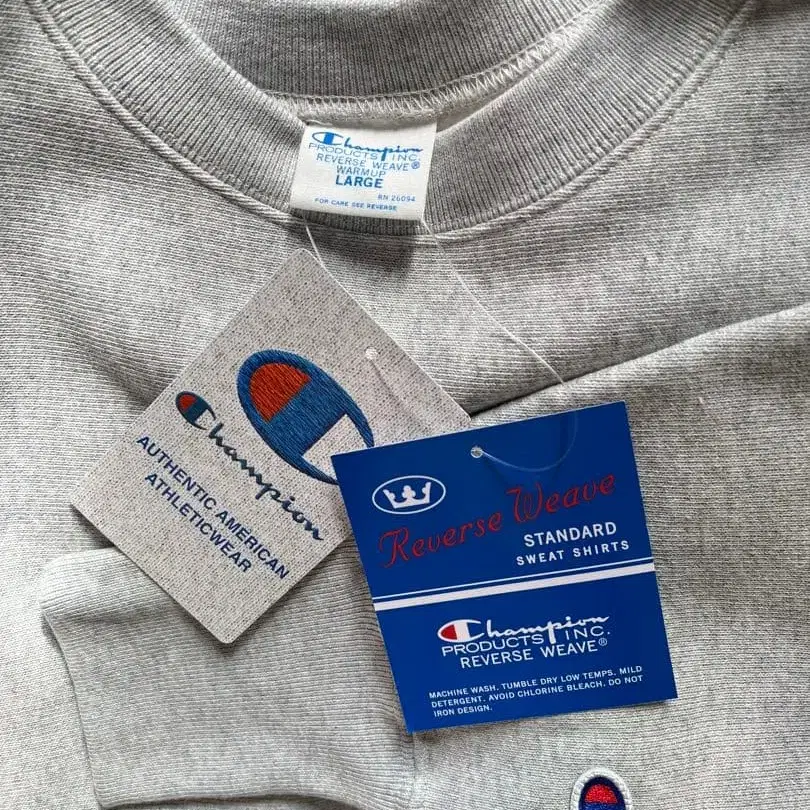 Champion
PRODUCTS INC.
REVERSE WEAVE®
WARMUP
LARGE
RN 26094
FOR CARE SEE REVERSE
Champion
AUTHENTIC AMERICAN
ATHLETICWEAR
Reverse Weave
STANDARD
SWEAT SHIRTS
Champion
PRODUCTS INC.
REVERSE WEAVE®
MACHINE WASH. TUMBLE DRY LOW TEMPS. MILD
DETERGENT. AVOID CHLORINE BLEACH. DO NOT
IRON DESIGN.